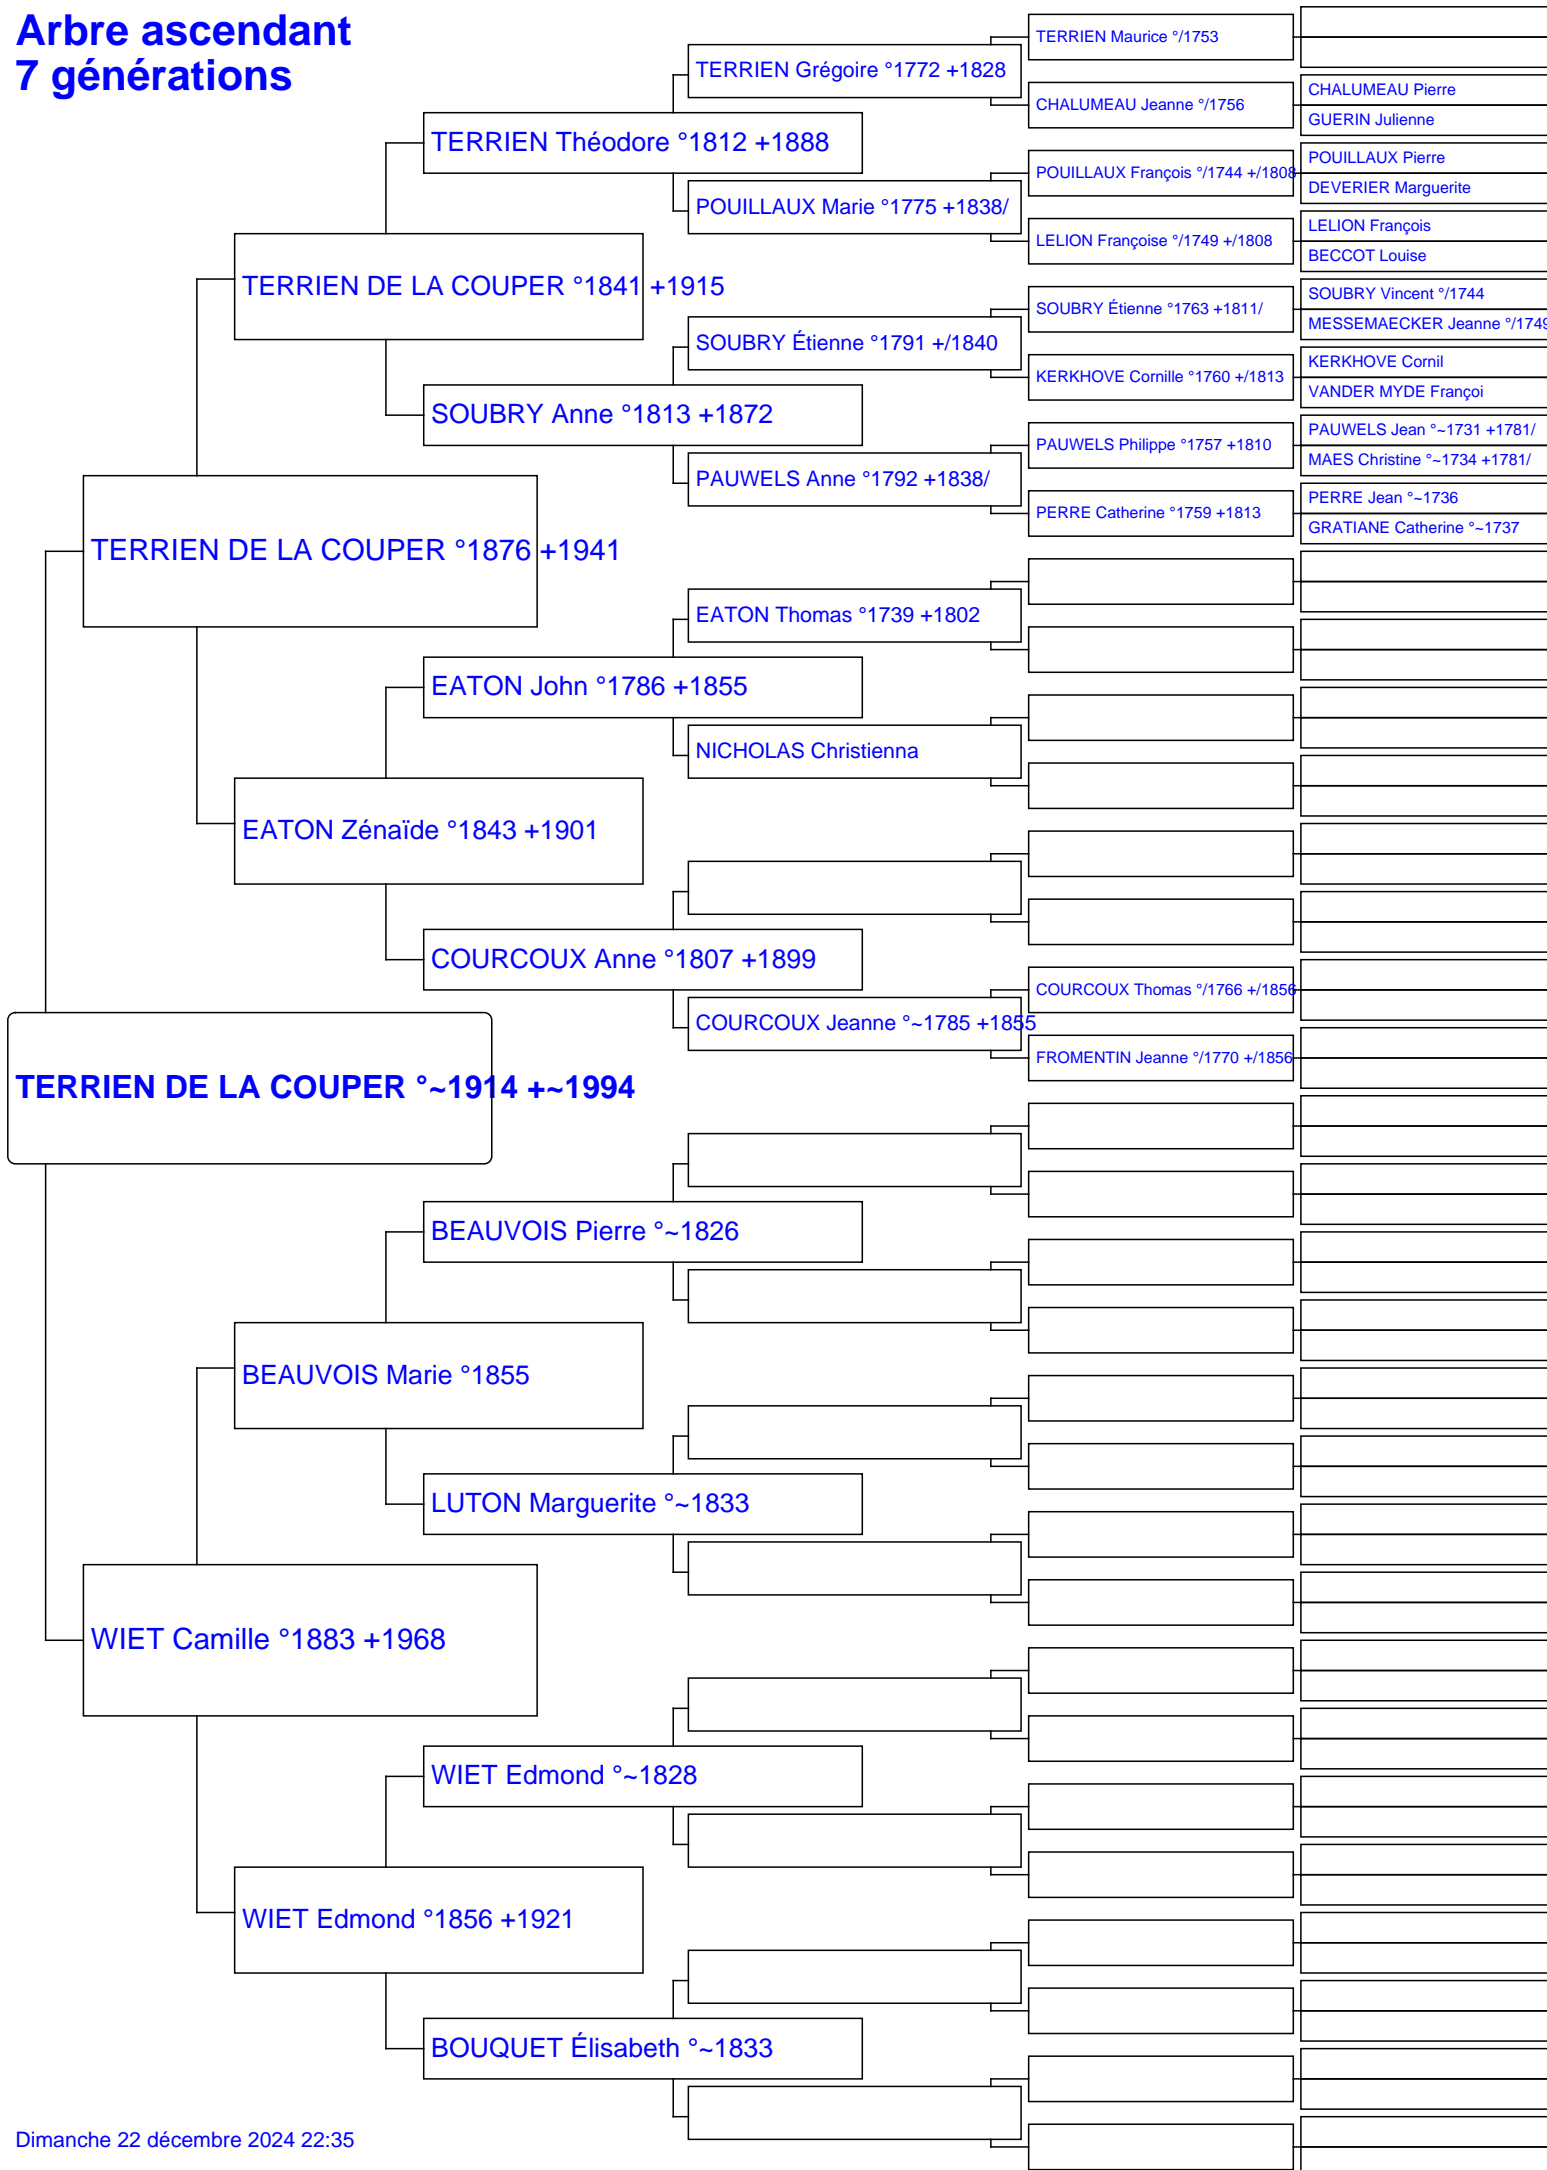 Arbre ascendant
7 générations
TERRIEN Maurice °/1753
TERRIEN Grégoire °1772 +1828
CHALUMEAU Pierre
CHALUMEAU Jeanne °/1756
GUERIN Julienne
TERRIEN Théodore °1812 +1888
POUILLAUX Pierre
POUILLAUX François °/1744 +/1808
DEVERIER Marguerite
POUILLAUX Marie °1775 +1838/
LELION François
LELION Françoise °/1749 +/1808
BECCOT Louise
TERRIEN DE LA COUPER °1841 +1915
SOUBRY Vincent °/1744
SOUBRY Étienne °1763 +1811/
MESSEMAECKER Jeanne °/1749
SOUBRY Étienne °1791 +/1840
KERKHOVE Cornil
KERKHOVE Cornille °1760 +/1813
VANDER MYDE Françoi
SOUBRY Anne °1813 +1872
PAUWELS Jean °~1731 +1781/
PAUWELS Philippe °1757 +1810
MAES Christine °~1734 +1781/
PAUWELS Anne °1792 +1838/
PERRE Jean °~1736
PERRE Catherine °1759 +1813
GRATIANE Catherine °~1737
TERRIEN DE LA COUPER °1876 +1941
EATON Thomas °1739 +1802
EATON John °1786 +1855
NICHOLAS Christienna
EATON Zénaïde °1843 +1901
COURCOUX Anne °1807 +1899
COURCOUX Thomas °/1766 +/1856
COURCOUX Jeanne °~1785 +1855
FROMENTIN Jeanne °/1770 +/1856
TERRIEN DE LA COUPER °~1914 +~1994
BEAUVOIS Pierre °~1826
BEAUVOIS Marie °1855
LUTON Marguerite °~1833
WIET Camille °1883 +1968
WIET Edmond °~1828
WIET Edmond °1856 +1921
BOUQUET Élisabeth °~1833
Dimanche 22 décembre 2024 22:35